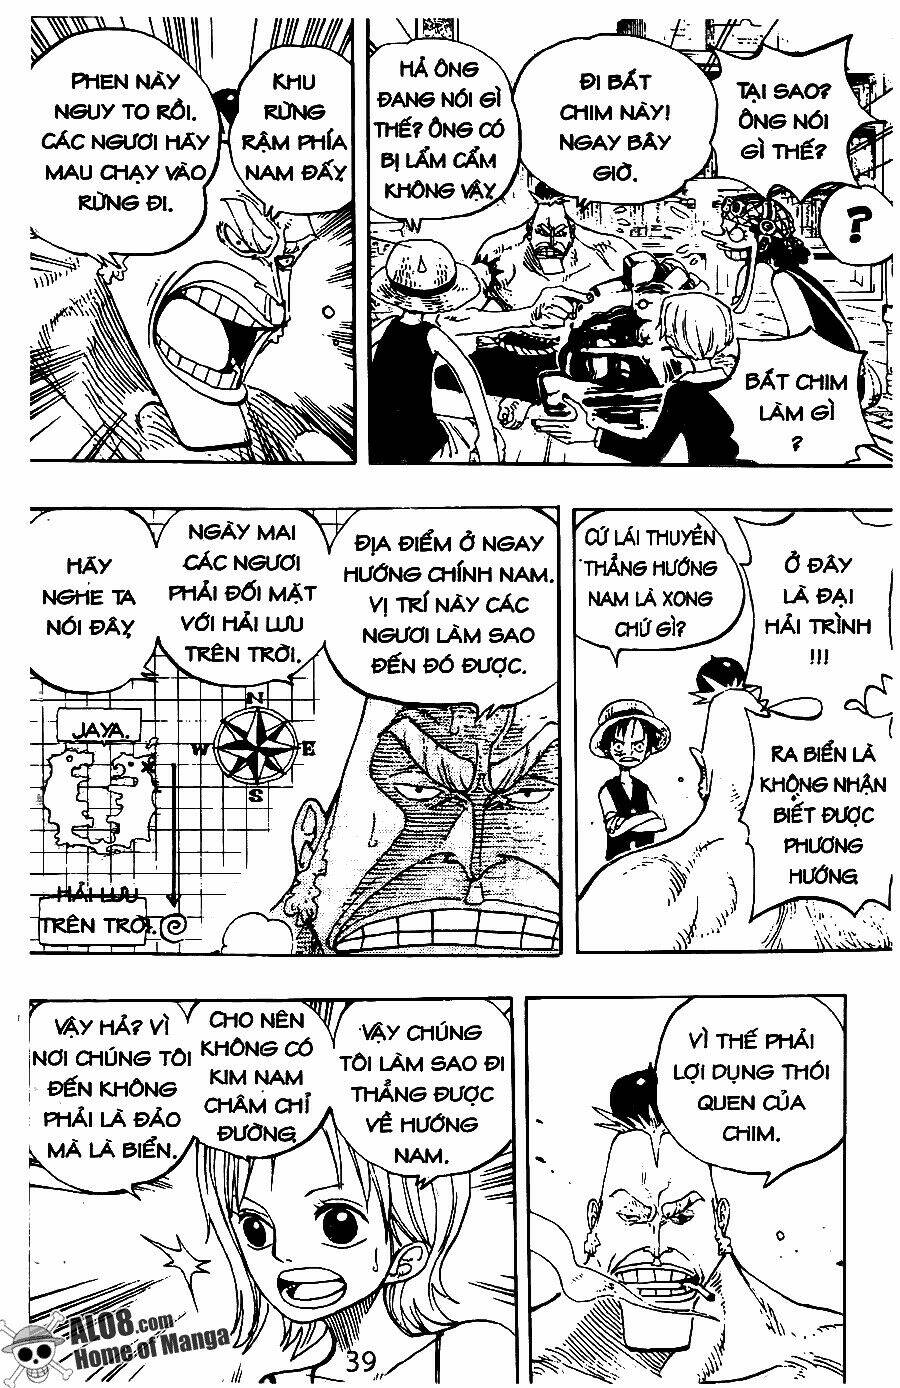 TẠI SAO?
ÔNG NÓI
GÌ THẾ?
?
ĐI BẮT
CHIM NÀY!
NGAY BÂY
GIỜ.
HẢ ÔNG
ĐANG NÓI GÌ
THẾ? ÔNG CÓ
BỊ LẨM CẨM
KHÔNG VẬY.
BẮT CHIM
LÀM GÌ
?
KHU
RỪNG
RẬM PHÍA
NAM ĐẤY.
PHEN NÀY
NGUY TO RỒI.
CÁC NGƯƠI HÃY
MAU CHẠY VÀO
RỪNG ĐI.
Ở ĐÂY
LÀ ĐẠI
HẢI TRÌNH
!!!
CỨ LÁI THUYỀN
THẲNG HƯỚNG
NAM LÀ XONG
CHỨ GÌ?
RA BIỂN LÀ
KHÔNG NHẬN
BIẾT ĐƯỢC
PHƯƠNG
HƯỚNG.
ĐỊA ĐIỂM Ở NGAY
HƯỚNG CHÍNH NAM.
VỊ TRÍ NÀY CÁC
NGƯƠI LÀM SAO
ĐẾN ĐÓ ĐƯỢC.
NGÀY MAI
CÁC NGƯƠI
PHẢI ĐỐI MẶT
VỚI HẢI LƯU
TRÊN TRỜI.
HÃY
NGHE TA
NÓI ĐÂY.
N
W E
S
JAYA.
X
HẢI LƯU
TRÊN TRỜI.
VÌ THẾ PHẢI
LỢI DỤNG THÓI
QUEN CỦA
CHIM.
VẬY CHÚNG
TÔI LÀM SAO ĐI
THẲNG ĐƯỢC
VỀ HƯỚNG
NAM.
CHO NÊN
KHÔNG CÓ
KIM NAM
CHÂM CHỈ
ĐƯỜNG.
VẬY HẢ? VÌ
NƠI CHÚNG TÔI
ĐẾN KHÔNG
PHẢI LÀ ĐẢO
MÀ LÀ BIỂN.
ALO8.com
Home of Manga
39